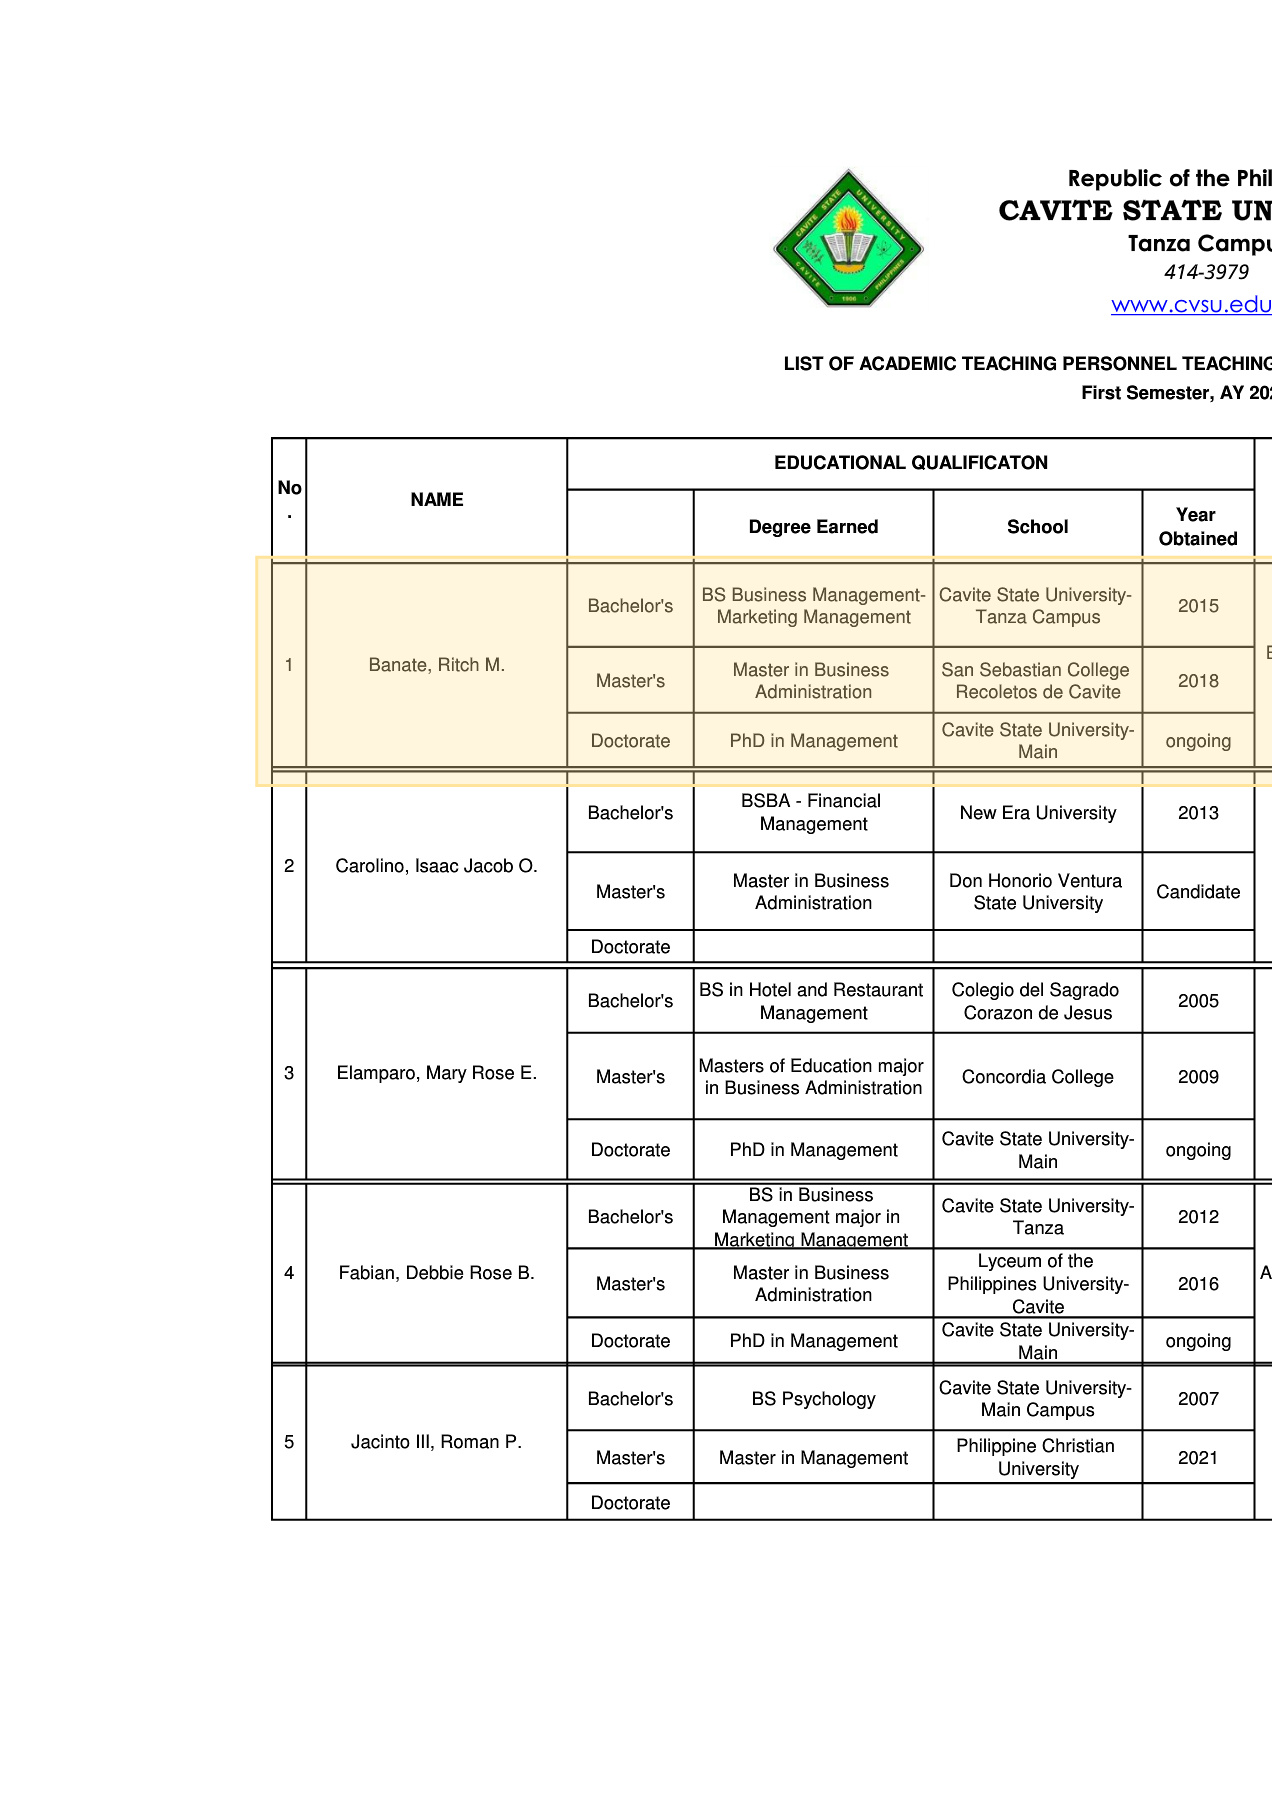 CAVITE STATE UNIVERSITY
CAVITE PHILIPPINES
1906
Republic of the Phil
CAVITE STATE UN
Tanza Campu
414-3979
www.cvsu.edu
LIST OF ACADEMIC TEACHING PERSONNEL TEACHING
First Semester, AY 202
No
.
NAME
EDUCATIONAL QUALIFICATON
Degree Earned
School
Year
Obtained
1
Banate, Ritch M.
Bachelor's
BS Business Management-
Marketing Management
Cavite State University-
Tanza Campus
2015
Master's
Master in Business
Administration
San Sebastian College
Recoletos de Cavite
2018
Doctorate
PhD in Management
Cavite State University-
Main
ongoing
2
Carolino, Isaac Jacob O.
Bachelor's
BSBA - Financial
Management
New Era University
2013
Master's
Master in Business
Administration
Don Honorio Ventura
State University
Candidate
Doctorate
3
Elamparo, Mary Rose E.
Bachelor's
BS in Hotel and Restaurant
Management
Colegio del Sagrado
Corazon de Jesus
2005
Master's
Masters of Education major
in Business Administration
Concordia College
2009
Doctorate
PhD in Management
Cavite State University-
Main
ongoing
4
Fabian, Debbie Rose B.
Bachelor's
BS in Business
Management major in
Marketing Management
Cavite State University-
Tanza
2012
Master's
Master in Business
Administration
Lyceum of the
Philippines University-
Cavite
2016
A
Doctorate
PhD in Management
Cavite State University-
Main
ongoing
5
Jacinto III, Roman P.
Bachelor's
BS Psychology
Cavite State University-
Main Campus
2007
Master's
Master in Management
Philippine Christian
University
2021
Doctorate